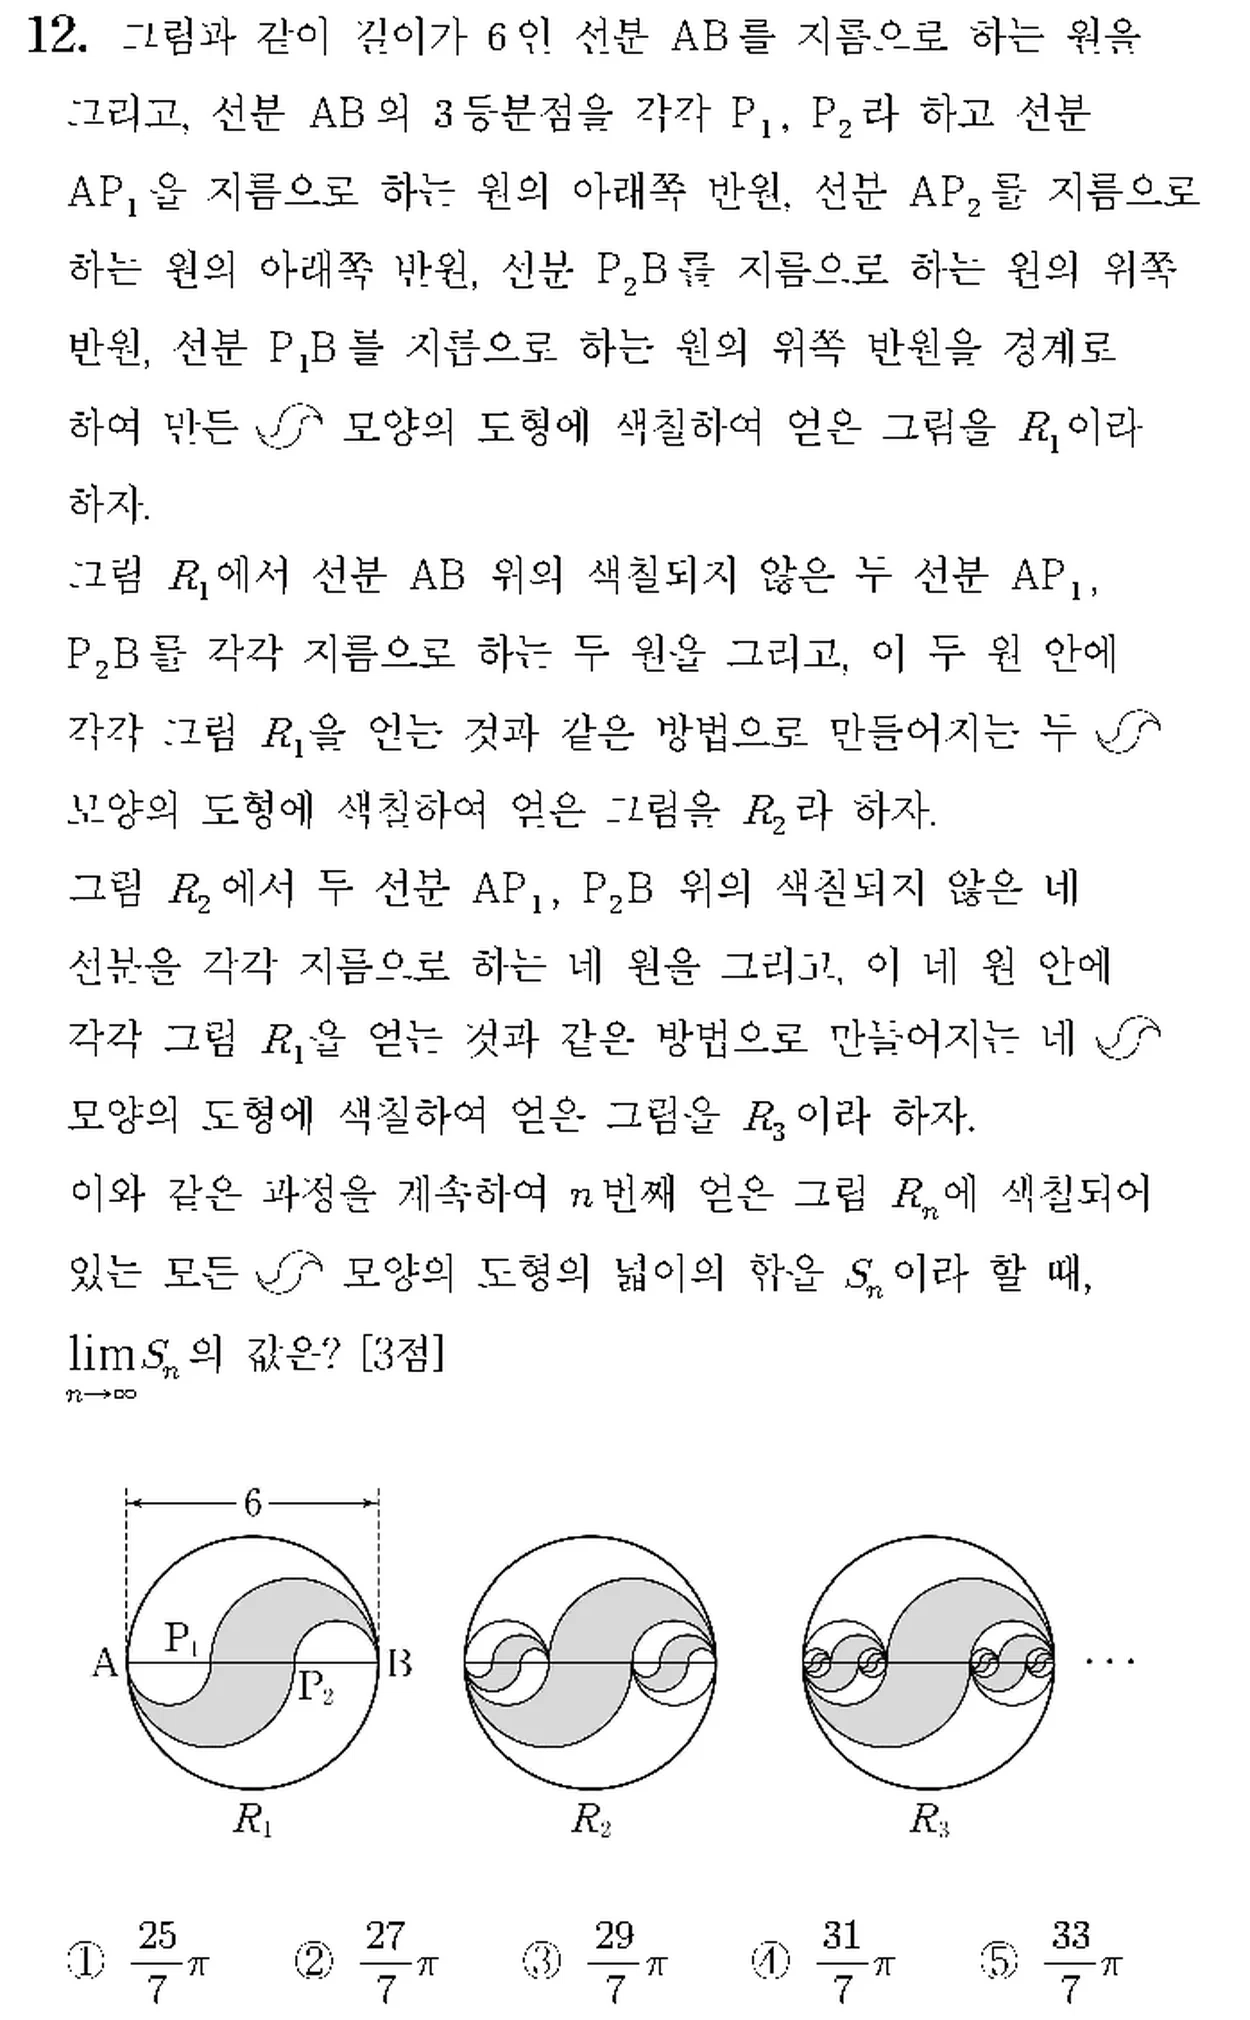 12. 그림과 같이 길이가 6인 선분 AB를 지름으로 하는 원을
그리고, 선분 AB의 3등분점을 각각 P₁, P₂라 하고 선분
AP₁을 지름으로 하는 원의 아래쪽 반원, 선분 AP₂를 지름으로
하는 원의 아래쪽 반원, 선분 P₂B를 지름으로 하는 원의 위쪽
반원, 선분 P₁B를 지름으로 하는 원의 위쪽 반원을 경계로
하여 만든 모양의 도형에 색칠하여 얻은 그림을 R₁이라
하자.
그림 R₁에서 선분 AB 위의 색칠되지 않은 두 선분 AP₁,
P₂B를 각각 지름으로 하는 두 원을 그리고, 이 두 원 안에
각각 그림 R₁을 얻는 것과 같은 방법으로 만들어지는 두
모양의 도형에 색칠하여 얻은 그림을 R₂라 하자.
그림 R₂에서 두 선분 AP₁, P₂B 위의 색칠되지 않은 네
선분을 각각 지름으로 하는 네 원을 그리고, 이 네 원 안에
각각 그림 R₁을 얻는 것과 같은 방법으로 만들어지는 네
모양의 도형에 색칠하여 얻은 그림을 R₃이라 하자.
이와 같은 과정을 계속하여 n번째 얻은 그림 Rₙ에 색칠되어
있는 모든 모양의 도형의 넓이의 합을 Sₙ이라 할 때,
lim Sₙ의 값은? [3점]
n→∞
6
A P₁ P₂ B
R₁ R₂ R₃ ···
① 25/7 π ② 27/7 π ③ 29/7 π ④ 31/7 π ⑤ 33/7 π